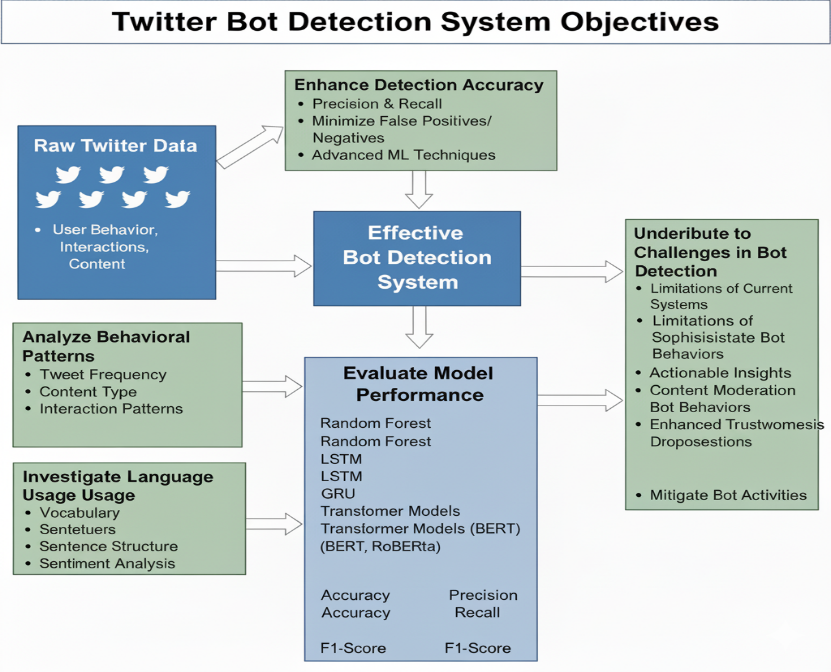 Twitter Bot Detection System Objectives
Enhance Detection Accuracy
• Precision & Recall
• Minimize False Positives/
Negatives
• Advanced ML Techniques
Raw Twitter Data
• User Behavior,
Interactions,
Content
Effective
Bot Detection
System
Underibute to
Challenges in Bot
Detection
• Limitations of Current
Systems
• Limitations of
Sophisisistate Bot
Behaviors
• Actionable Insights
• Content Moderation
Bot Behaviors
• Enhanced Trustwomesis
Droposestions
• Mitigate Bot Activities
Analyze Behavioral
Patterns
• Tweet Frequency
• Content Type
• Interaction Patterns
Investigate Language
Usage Usage
• Vocabulary
• Sentetuers
• Sentence Structure
• Sentiment Analysis
Evaluate Model
Performance
Random Forest
Random Forest
LSTM
LSTM
GRU
Transtomer Models
Transtormer Models (BERT)
(BERT, RoBERta)
Accuracy Precision
Accuracy Recall
F1-Score F1-Score